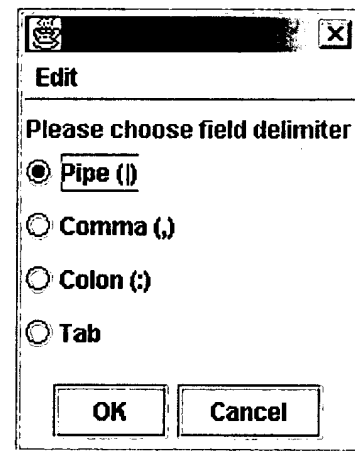 Edit
Please choose field delimiter
Pipe (|)
Comma (,)
Colon (:)
Tab
OK Cancel